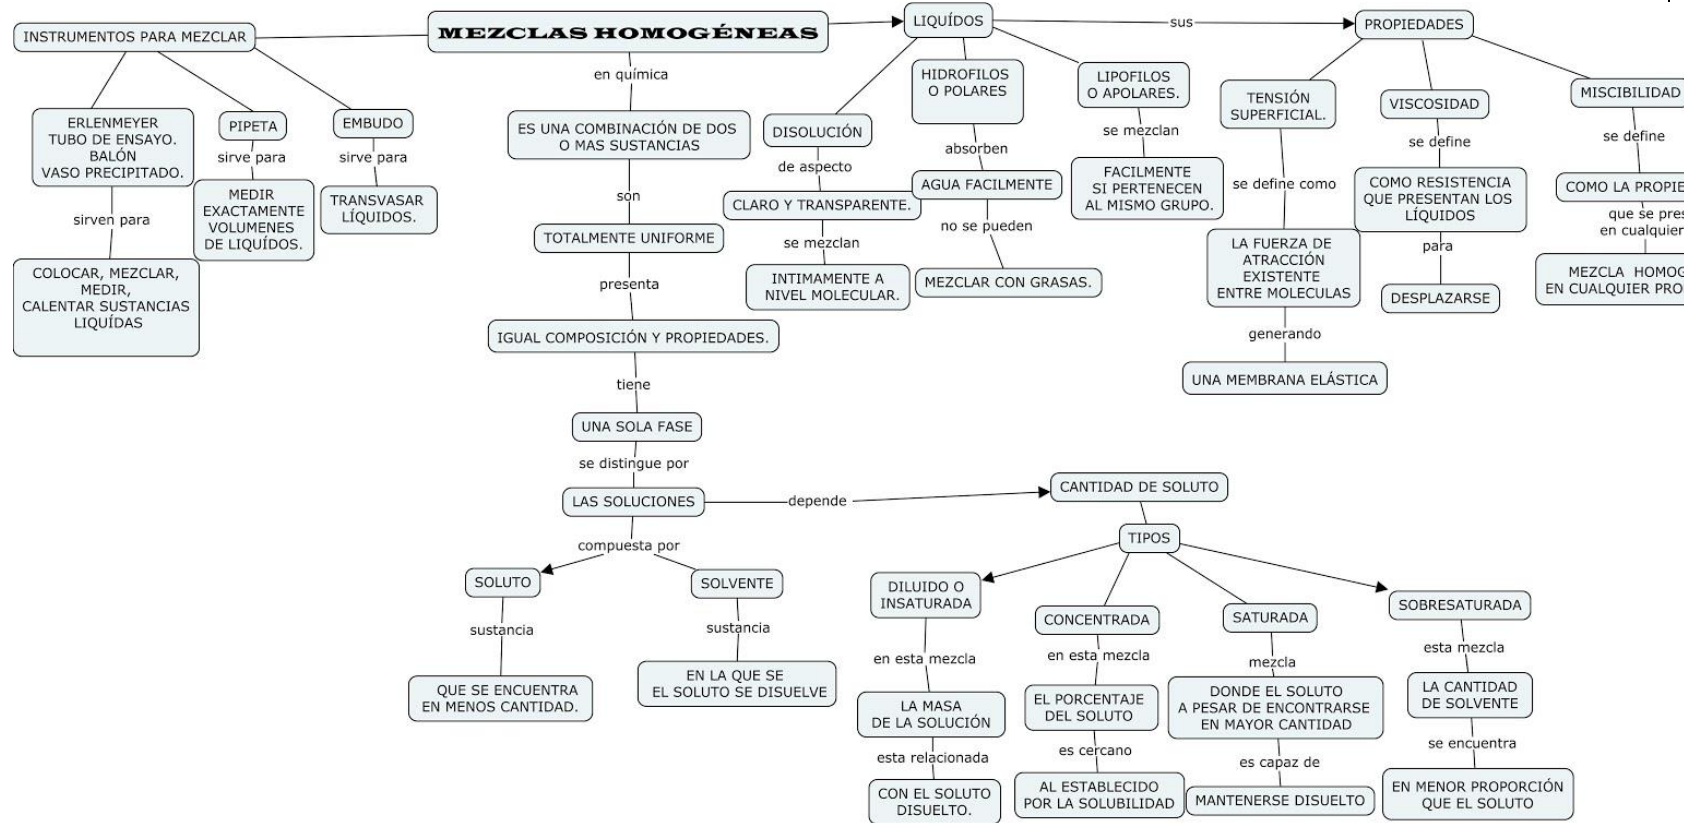 INSTRUMENTOS PARA MEZCLAR
MEZCLAS HOMOGÉNEAS
LIQUÍDOS
sus
PROPIEDADES
ERLENMEYER
TUBO DE ENSAYO.
BALÓN
VASO PRECIPITADO.
sirven para
COLOCAR, MEZCLAR,
MEDIR,
CALENTAR SUSTANCIAS
LIQUÍDAS
PIPETA
sirve para
MEDIR
EXACTAMENTE
VOLUMENES
DE LIQUÍDOS.
EMBUDO
sirve para
TRANSVASAR
LÍQUIDOS.
en química
ES UNA COMBINACIÓN DE DOS
O MAS SUSTANCIAS
son
TOTALMENTE UNIFORME
presenta
IGUAL COMPOSICIÓN Y PROPIEDADES.
tiene
UNA SOLA FASE
se distingue por
LAS SOLUCIONES
compuesta por
SOLUTO
sustancia
QUE SE ENCUENTRA
EN MENOS CANTIDAD.
SOLVENTE
sustancia
EN LA QUE SE
EL SOLUTO SE DISUELVE
DISOLUCIÓN
de aspecto
CLARO Y TRANSPARENTE.
se mezclan
INTIMAMENTE A
NIVEL MOLECULAR.
HIDROFILOS
O POLARES
absorben
AGUA FACILMENTE
no se pueden
MEZCLAR CON GRASAS.
LIPOFILOS
O APOLARES.
se mezclan
FACILMENTE
SI PERTENECEN
AL MISMO GRUPO.
TENSIÓN
SUPERFICIAL.
se define como
LA FUERZA DE
ATRACCIÓN
EXISTENTE
ENTRE MOLECULAS
generando
UNA MEMBRANA ELÁSTICA
VISCOSIDAD
se define
COMO RESISTENCIA
QUE PRESENTAN LOS
LÍQUIDOS
para
DESPLAZARSE
MISCIBILIDAD
se define
COMO LA
que se
en
MEZCLA
EN CUALQUIER
depende
CANTIDAD DE SOLUTO
TIPOS
DILUIDO O
INSATURADA
en esta mezcla
LA MASA
DE LA SOLUCIÓN
esta relacionada
CON EL SOLUTO
DISUELTO.
CONCENTRADA
en esta mezcla
EL PORCENTAJE
DEL SOLUTO
es cercano
AL ESTABLECIDO
POR LA SOLUBILIDAD
SATURADA
mezcla
DONDE EL SOLUTO
A PESAR DE ENCONTRARSE
EN MAYOR CANTIDAD
es capaz de
MANTENERSE DISUELTO
SOBRESATURADA
esta mezcla
LA CANTIDAD
DE SOLVENTE
se encuentra
EN MENOR PROPORCIÓN
QUE EL SOLUTO